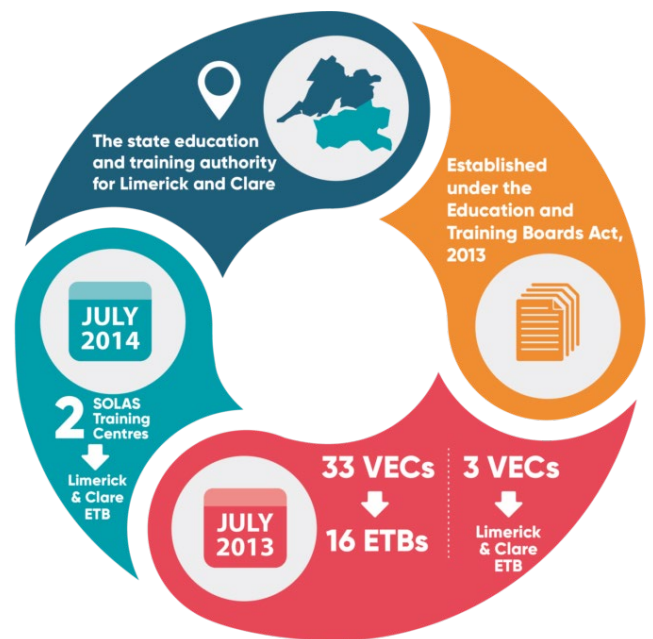 The state education
and training authority
for Limerick and Clare
Established
under the
Education and
Training Boards Act,
2013
JULY
2013
33 VECs
16 ETBs
3 VECs
Limerick
& Clare
ETB
JULY
2014
2
SOLAS
Training
Centres
Limerick
& Clare
ETB